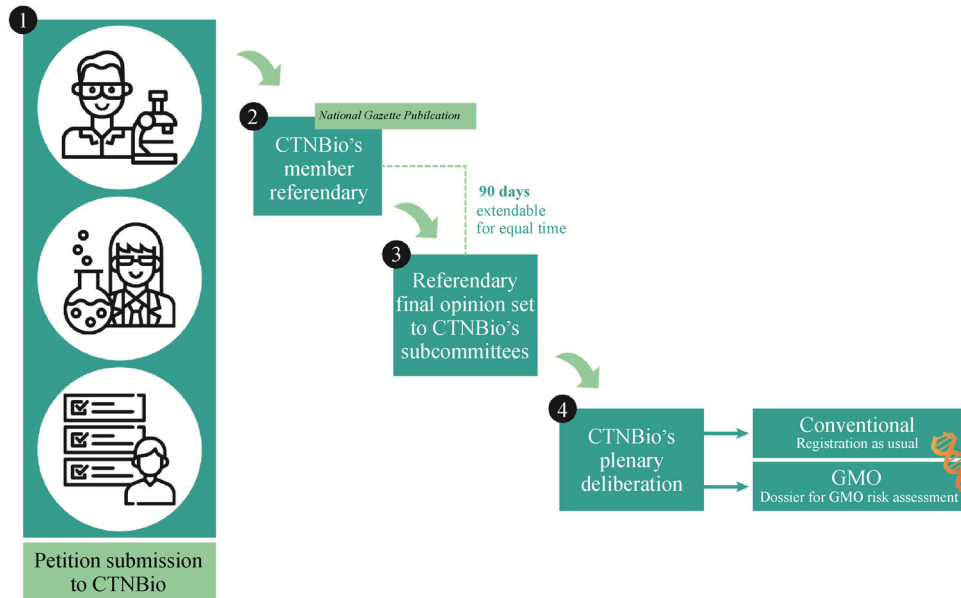 1
Petition submission
to CTNBio
2
National Gazette Pubilcation
CTNBio's
member
referendary
90 days
extendable
for equal time
3
Referendary
final opinion set
to CTNBio's
subcommittees
4
CTNBio's
plenary
deliberation
Conventional
Registration as usual
GMO
Dossier for GMO risk assessment